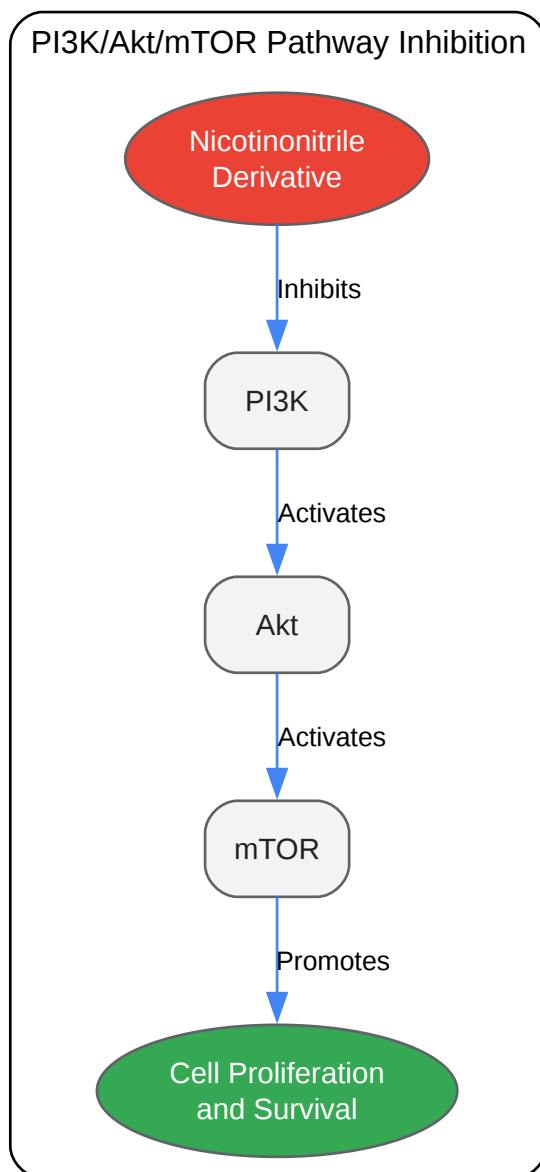 PI3K/Akt/mTOR Pathway Inhibition
Nicotinonitrile
Derivative
Inhibits
PI3K
Activates
Akt
Activates
mTOR
Promotes
Cell Proliferation
and Survival